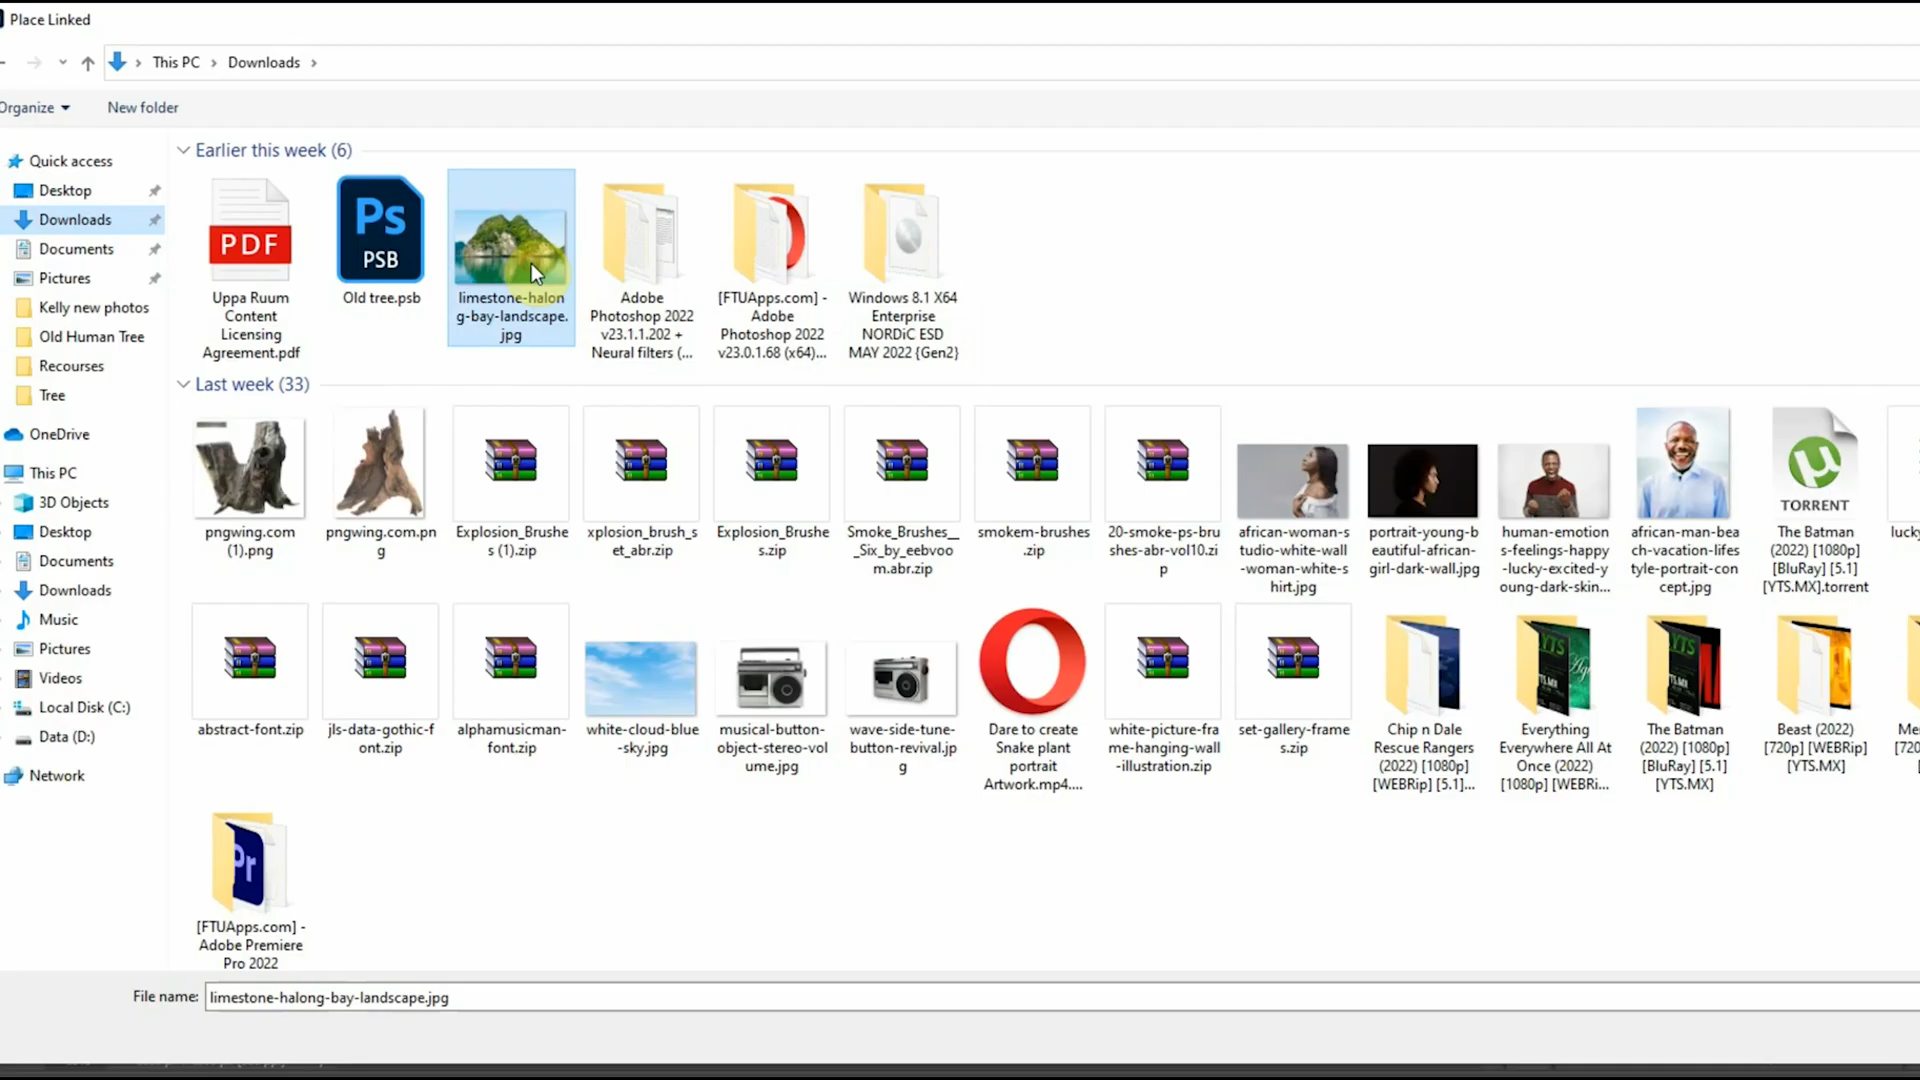 Place Linked
This PC
Downloads
Organize
New folder
Quick access
Desktop
Downloads
Documents
Pictures
Kelly new photos
Old Human Tree
Recourses
Tree
OneDrive
This PC
3D Objects
Desktop
Documents
Downloads
Music
Pictures
Videos
Local Disk (C:)
Data (D:)
Network
Earlier this week (6)
PDF
Uppa Ruum
Content
Licensing
Agreement.pdf
Ps
PSB
Old tree.psb
limestone-halon
g-bay-landscape.
jpg
Adobe
Photoshop 2022
v23.1.1.202 +
Neural filters (...
[FTUApps.com] -
Adobe
Photoshop 2022
v23.0.1.68 (x64)...
Windows 8.1 X64
Enterprise
NORDiC ESD
MAY 2022 {Gen2}
Last week (33)
pngwing.com
(1).png
pngwing.com.pn
g
Explosion_Brushe
s (1).zip
xplosion_brush_s
et_abr.zip
Explosion_Brushe
s.zip
Smoke_Brushes__
_Six_by_eebvoo
m.abr.zip
smokem-brushes
.zip
20-smoke-ps-bru
shes-abr-vol10.zi
p
african-woman-s
tudio-white-wall
-woman-white-s
hirt.jpg
portrait-young-b
eautiful-african-
girl-dark-wall.jpg
human-emotion
s-feelings-happy
-lucky-excited-y
oung-dark-skin...
african-man-bea
ch-vacation-lifes
tyle-portrait-con
cept.jpg
TORRENT
The Batman
(2022) [1080p]
[BluRay] [5.1]
[YTS.MX].torrent
lucky
abstract-font.zip
jls-data-gothic-f
ont.zip
alphamusicman-
font.zip
white-cloud-blue
-sky.jpg
musical-button-
object-stereo-vol
ume.jpg
wave-side-tune-
button-revival.jp
g
Dare to create
Snake plant
portrait
Artwork.mp4....
white-picture-fra
me-hanging-wall
-illustration.zip
set-gallery-frame
s.zip
Chip n Dale
Rescue Rangers
(2022) [1080p]
[WEBRip] [5.1]...
YTS
YTS.MX
Everything
Everywhere All At
Once (2022)
[1080p] [WEBRi...
YTS
YTS.MX
The Batman
(2022) [1080p]
[BluRay] [5.1]
[YTS.MX]
Beast (2022)
[720p] [WEBRip]
[YTS.MX]
Pr
[FTUApps.com] -
Adobe Premiere
Pro 2022
File name:
limestone-halong-bay-landscape.jpg